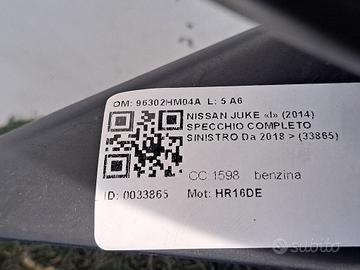 OM: 96302HM04A L: 5 A6
NISSAN JUKE «I» (2014)
SPECCHIO COMPLETO
SINISTRO Da 2018 > (33865)
CC 1598 benzina
ID: 0033865 Mot: HR16DE
subito